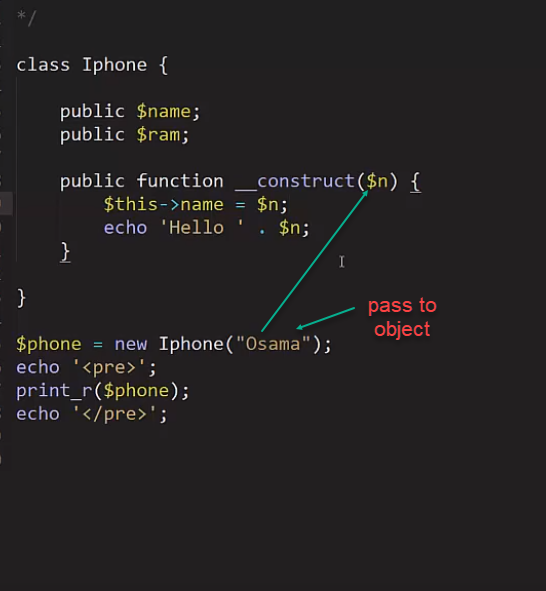 */
class Iphone {
public $name;
public $ram;
public function __construct($n) {
$this->name = $n;
echo 'Hello ' . $n;
}
}
pass to
object
$phone = new Iphone("Osama");
echo '<pre>';
print_r($phone);
echo '</pre>';